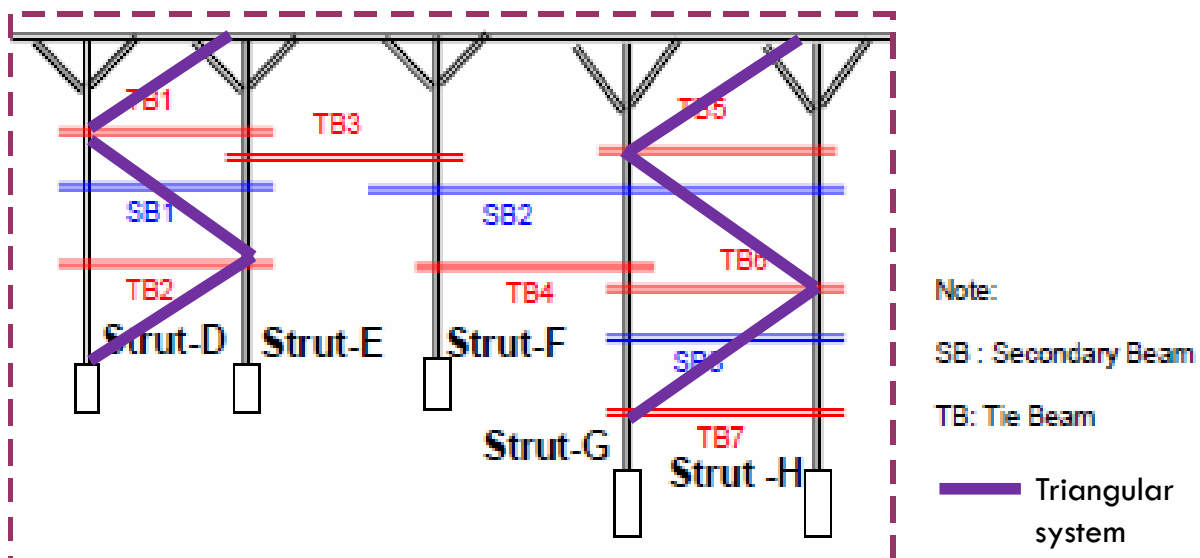 TB1
TB3
TB5
SB1
SB2
TB2
TB4
TB6
Strut-D
Strut-E
Strut-F
SB3
Strut-G
TB7
Strut -H
Note:
SB : Secondary Beam
TB: Tie Beam
Triangular
system